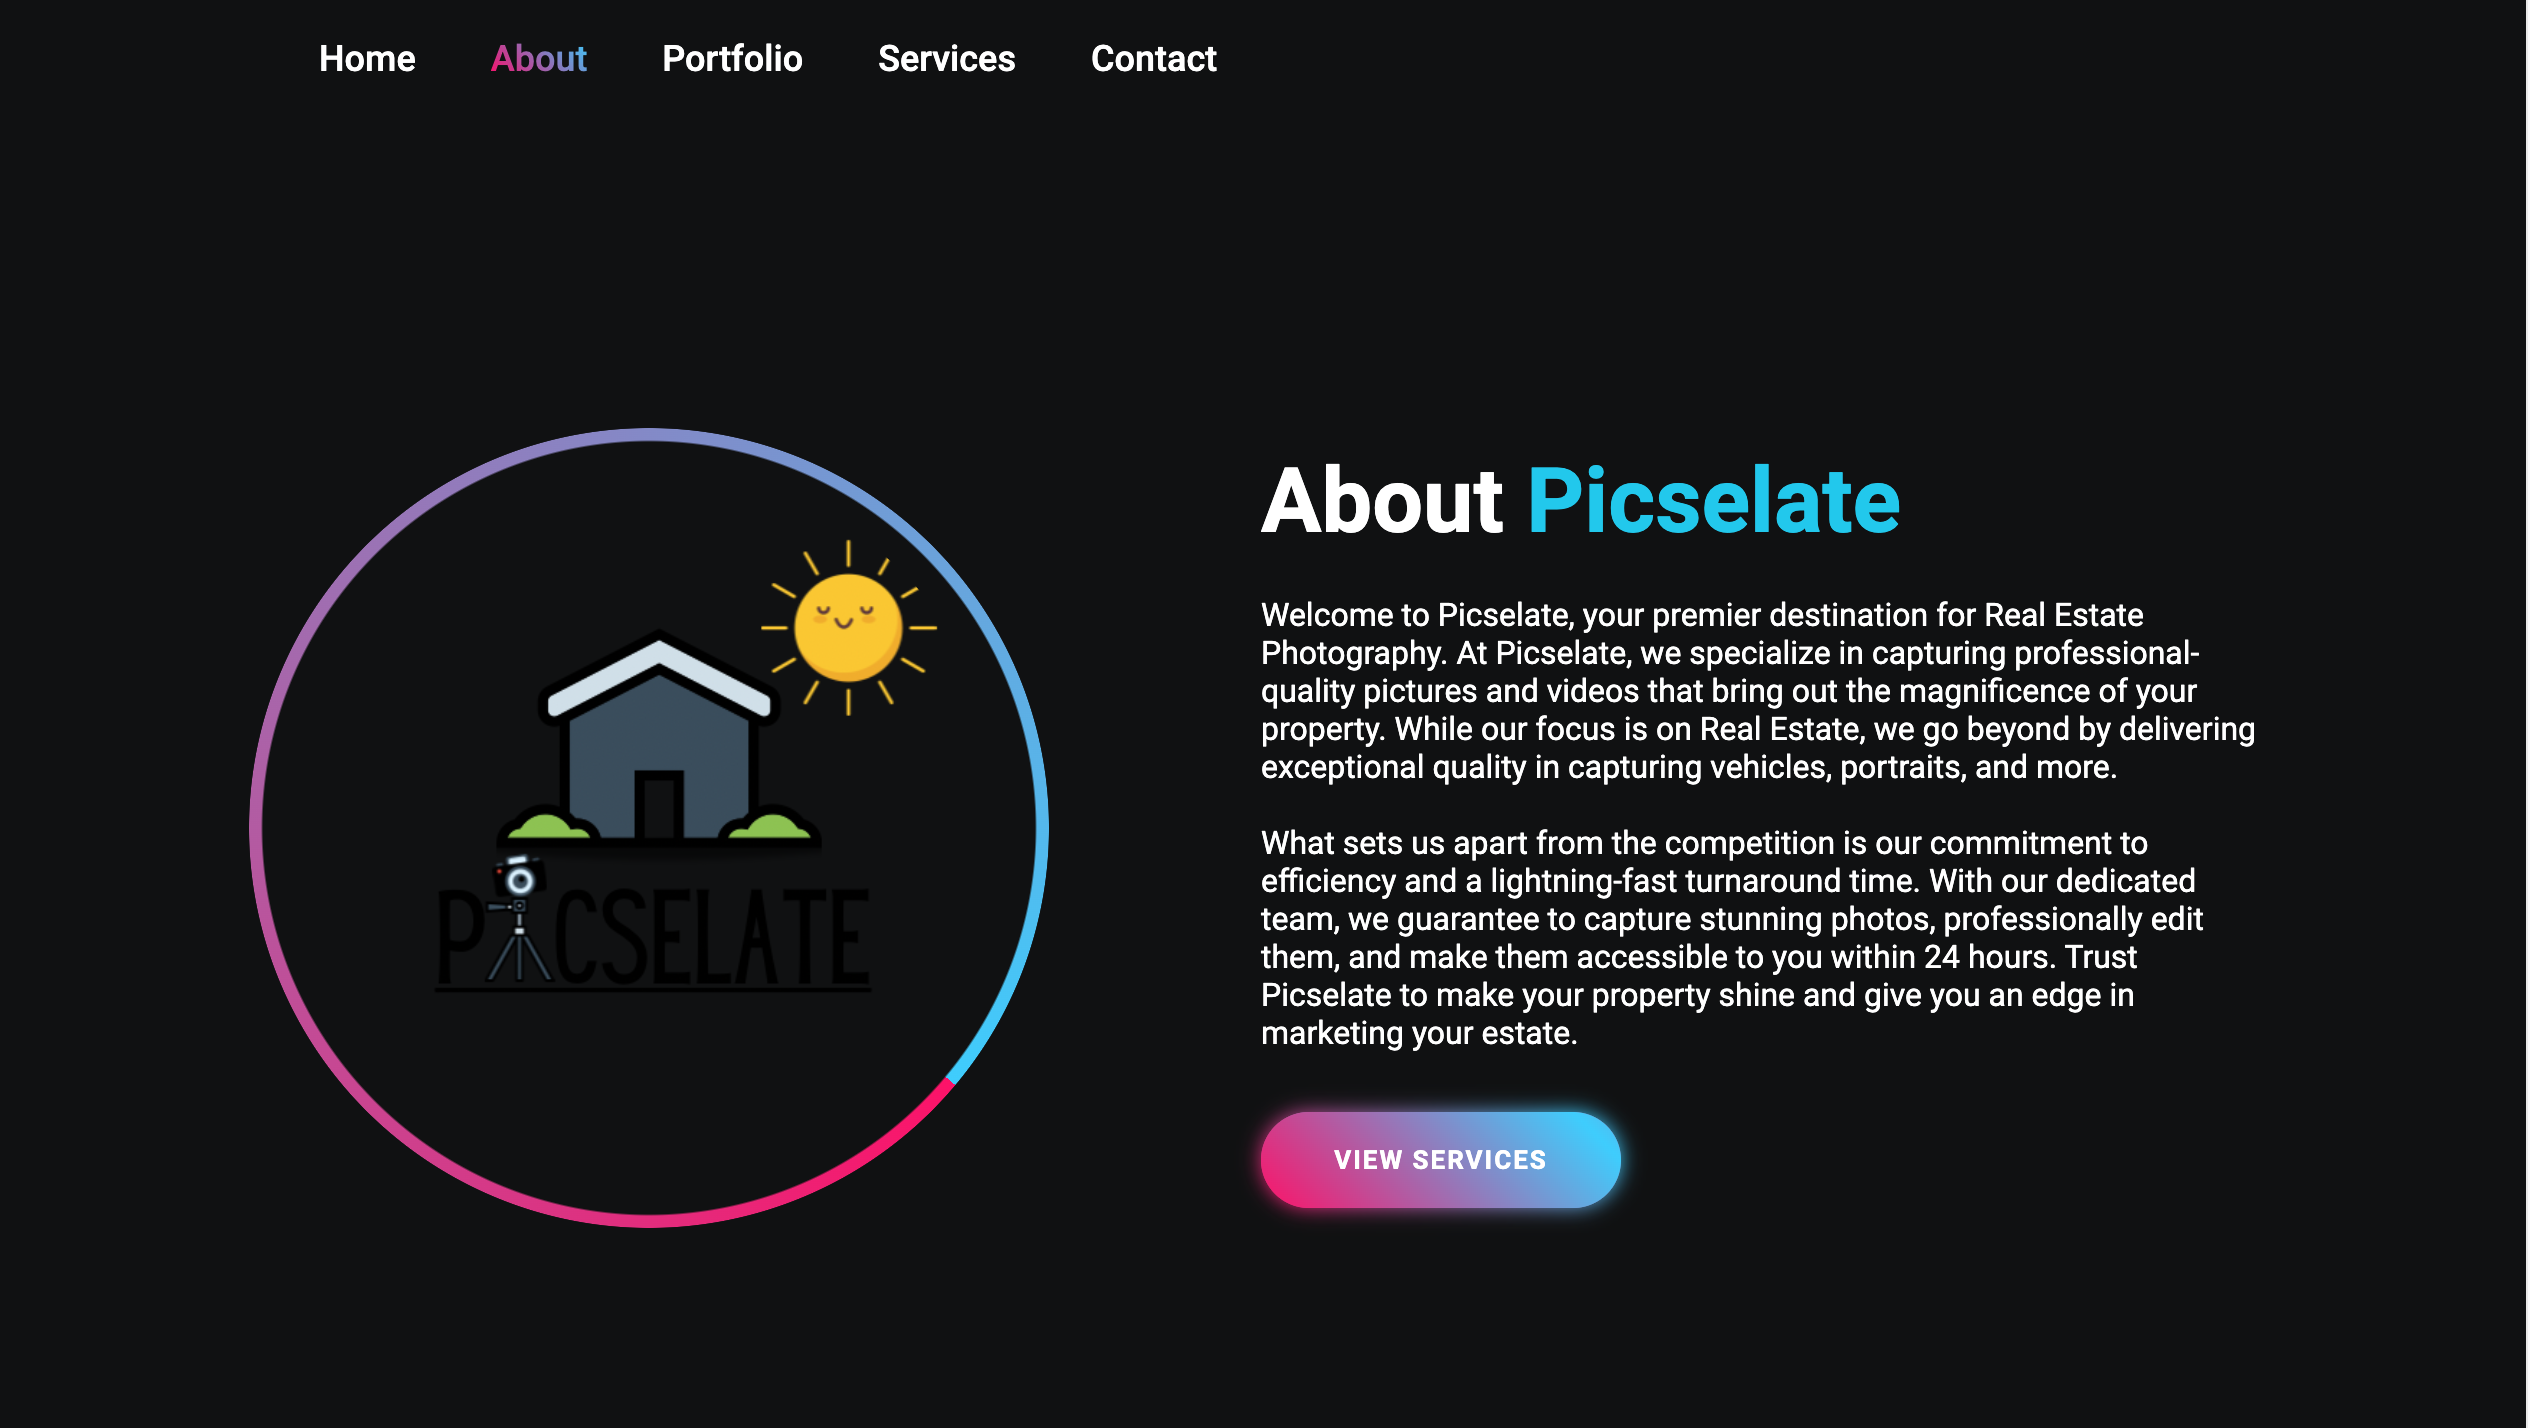 Home About Portfolio Services Contact
PICSELATE
About Picselate
Welcome to Picselate, your premier destination for Real Estate
Photography. At Picselate, we specialize in capturing professional-
quality pictures and videos that bring out the magnificence of your
property. While our focus is on Real Estate, we go beyond by delivering
exceptional quality in capturing vehicles, portraits, and more.
What sets us apart from the competition is our commitment to
efficiency and a lightning-fast turnaround time. With our dedicated
team, we guarantee to capture stunning photos, professionally edit
them, and make them accessible to you within 24 hours. Trust
Picselate to make your property shine and give you an edge in
marketing your estate.
VIEW SERVICES